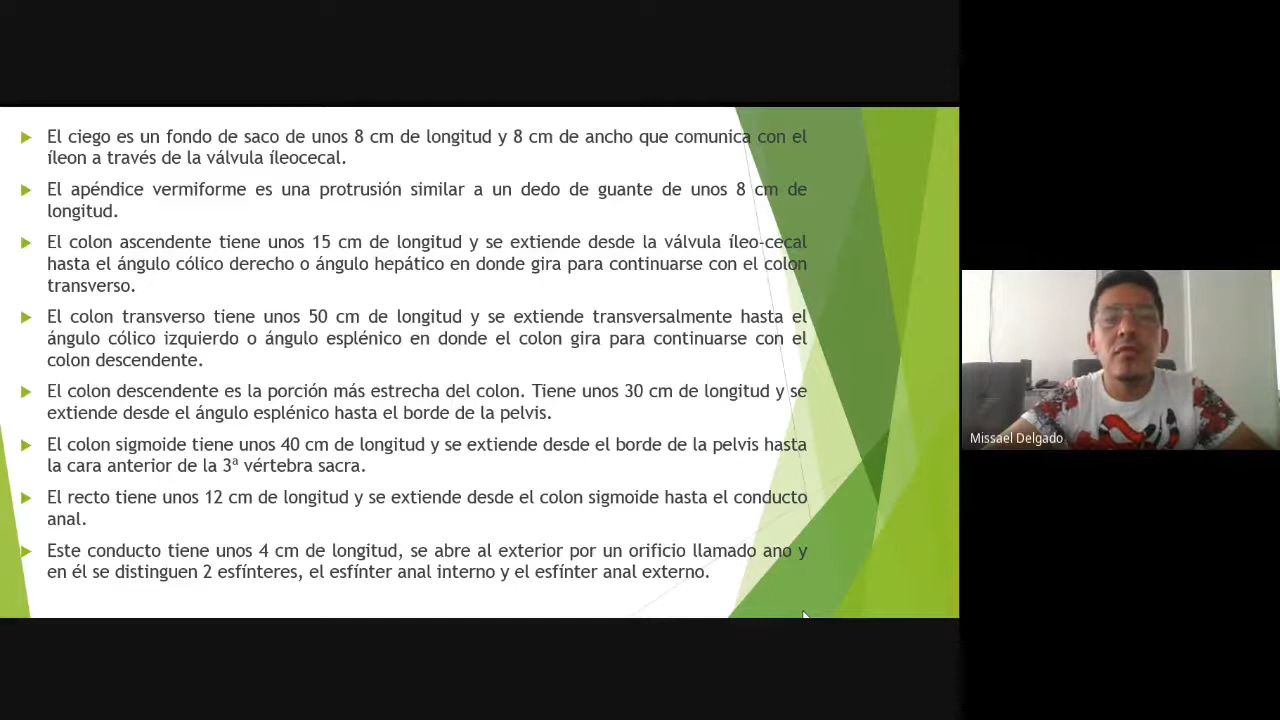 El ciego es un fondo de saco de unos 8 cm de longitud y 8 cm de ancho que comunica con el
íleon a través de la válvula íleocecal.
El apéndice vermiforme es una protrusión similar a un dedo de guante de unos 8 cm de
longitud.
El colon ascendente tiene unos 15 cm de longitud y se extiende desde la válvula íleo-cecal
hasta el ángulo cólico derecho o ángulo hepático en donde gira para continuarse con el colon
transverso.
El colon transverso tiene unos 50 cm de longitud y se extiende transversalmente hasta el
ángulo cólico izquierdo o ángulo esplénico en donde el colon gira para continuarse con el
colon descendente.
El colon descendente es la porción más estrecha del colon. Tiene unos 30 cm de longitud y se
extiende desde el ángulo esplénico hasta el borde de la pelvis.
El colon sigmoide tiene unos 40 cm de longitud y se extiende desde el borde de la pelvis hasta
la cara anterior de la 3ª vértebra sacra.
El recto tiene unos 12 cm de longitud y se extiende desde el colon sigmoide hasta el conducto
anal.
Este conducto tiene unos 4 cm de longitud, se abre al exterior por un orificio llamado ano y
en él se distinguen 2 esfínteres, el esfínter anal interno y el esfínter anal externo.
Missael Delgado